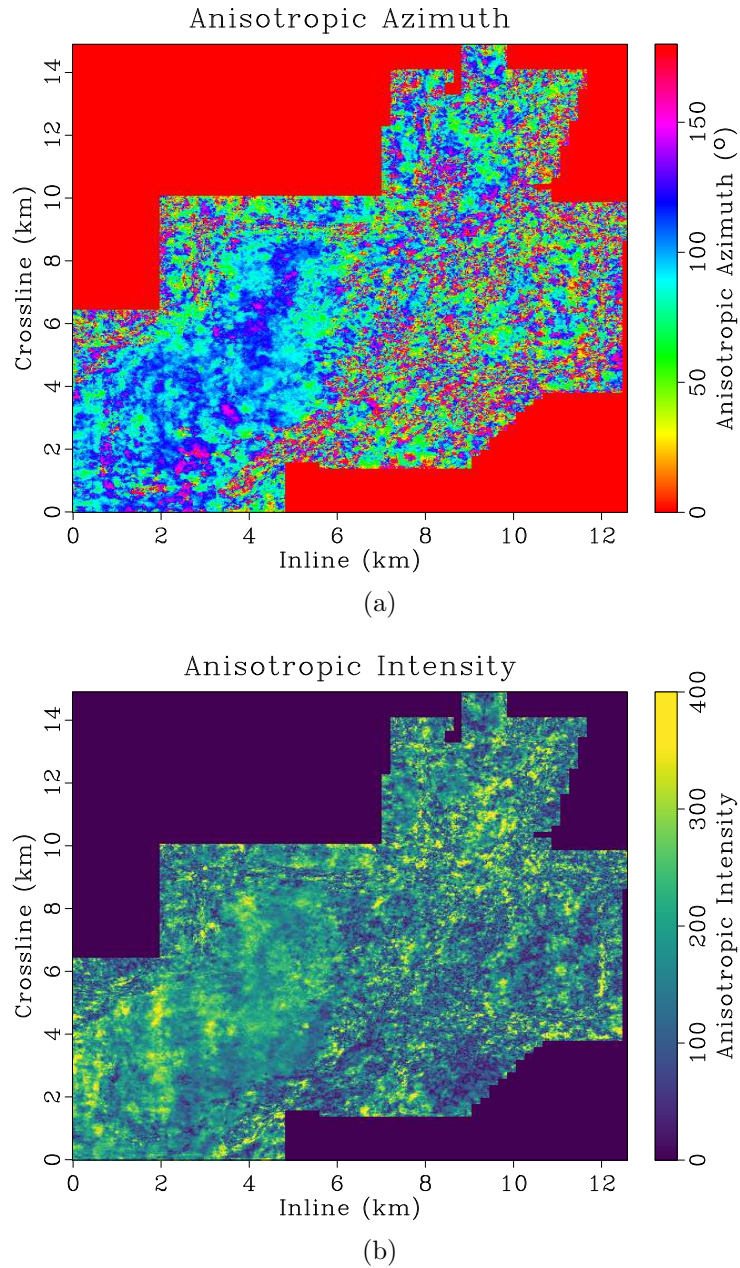 Anisotropic Azimuth
14
12
10
8
6
4
2
0
Crossline (km)
0 2 4 6 8 10 12
Inline (km)
150
100
50
0
Anisotropic Azimuth (º)
(a)
Anisotropic Intensity
14
12
10
8
6
4
2
0
Crossline (km)
0 2 4 6 8 10 12
Inline (km)
400
300
200
100
0
Anisotropic Intensity
(b)